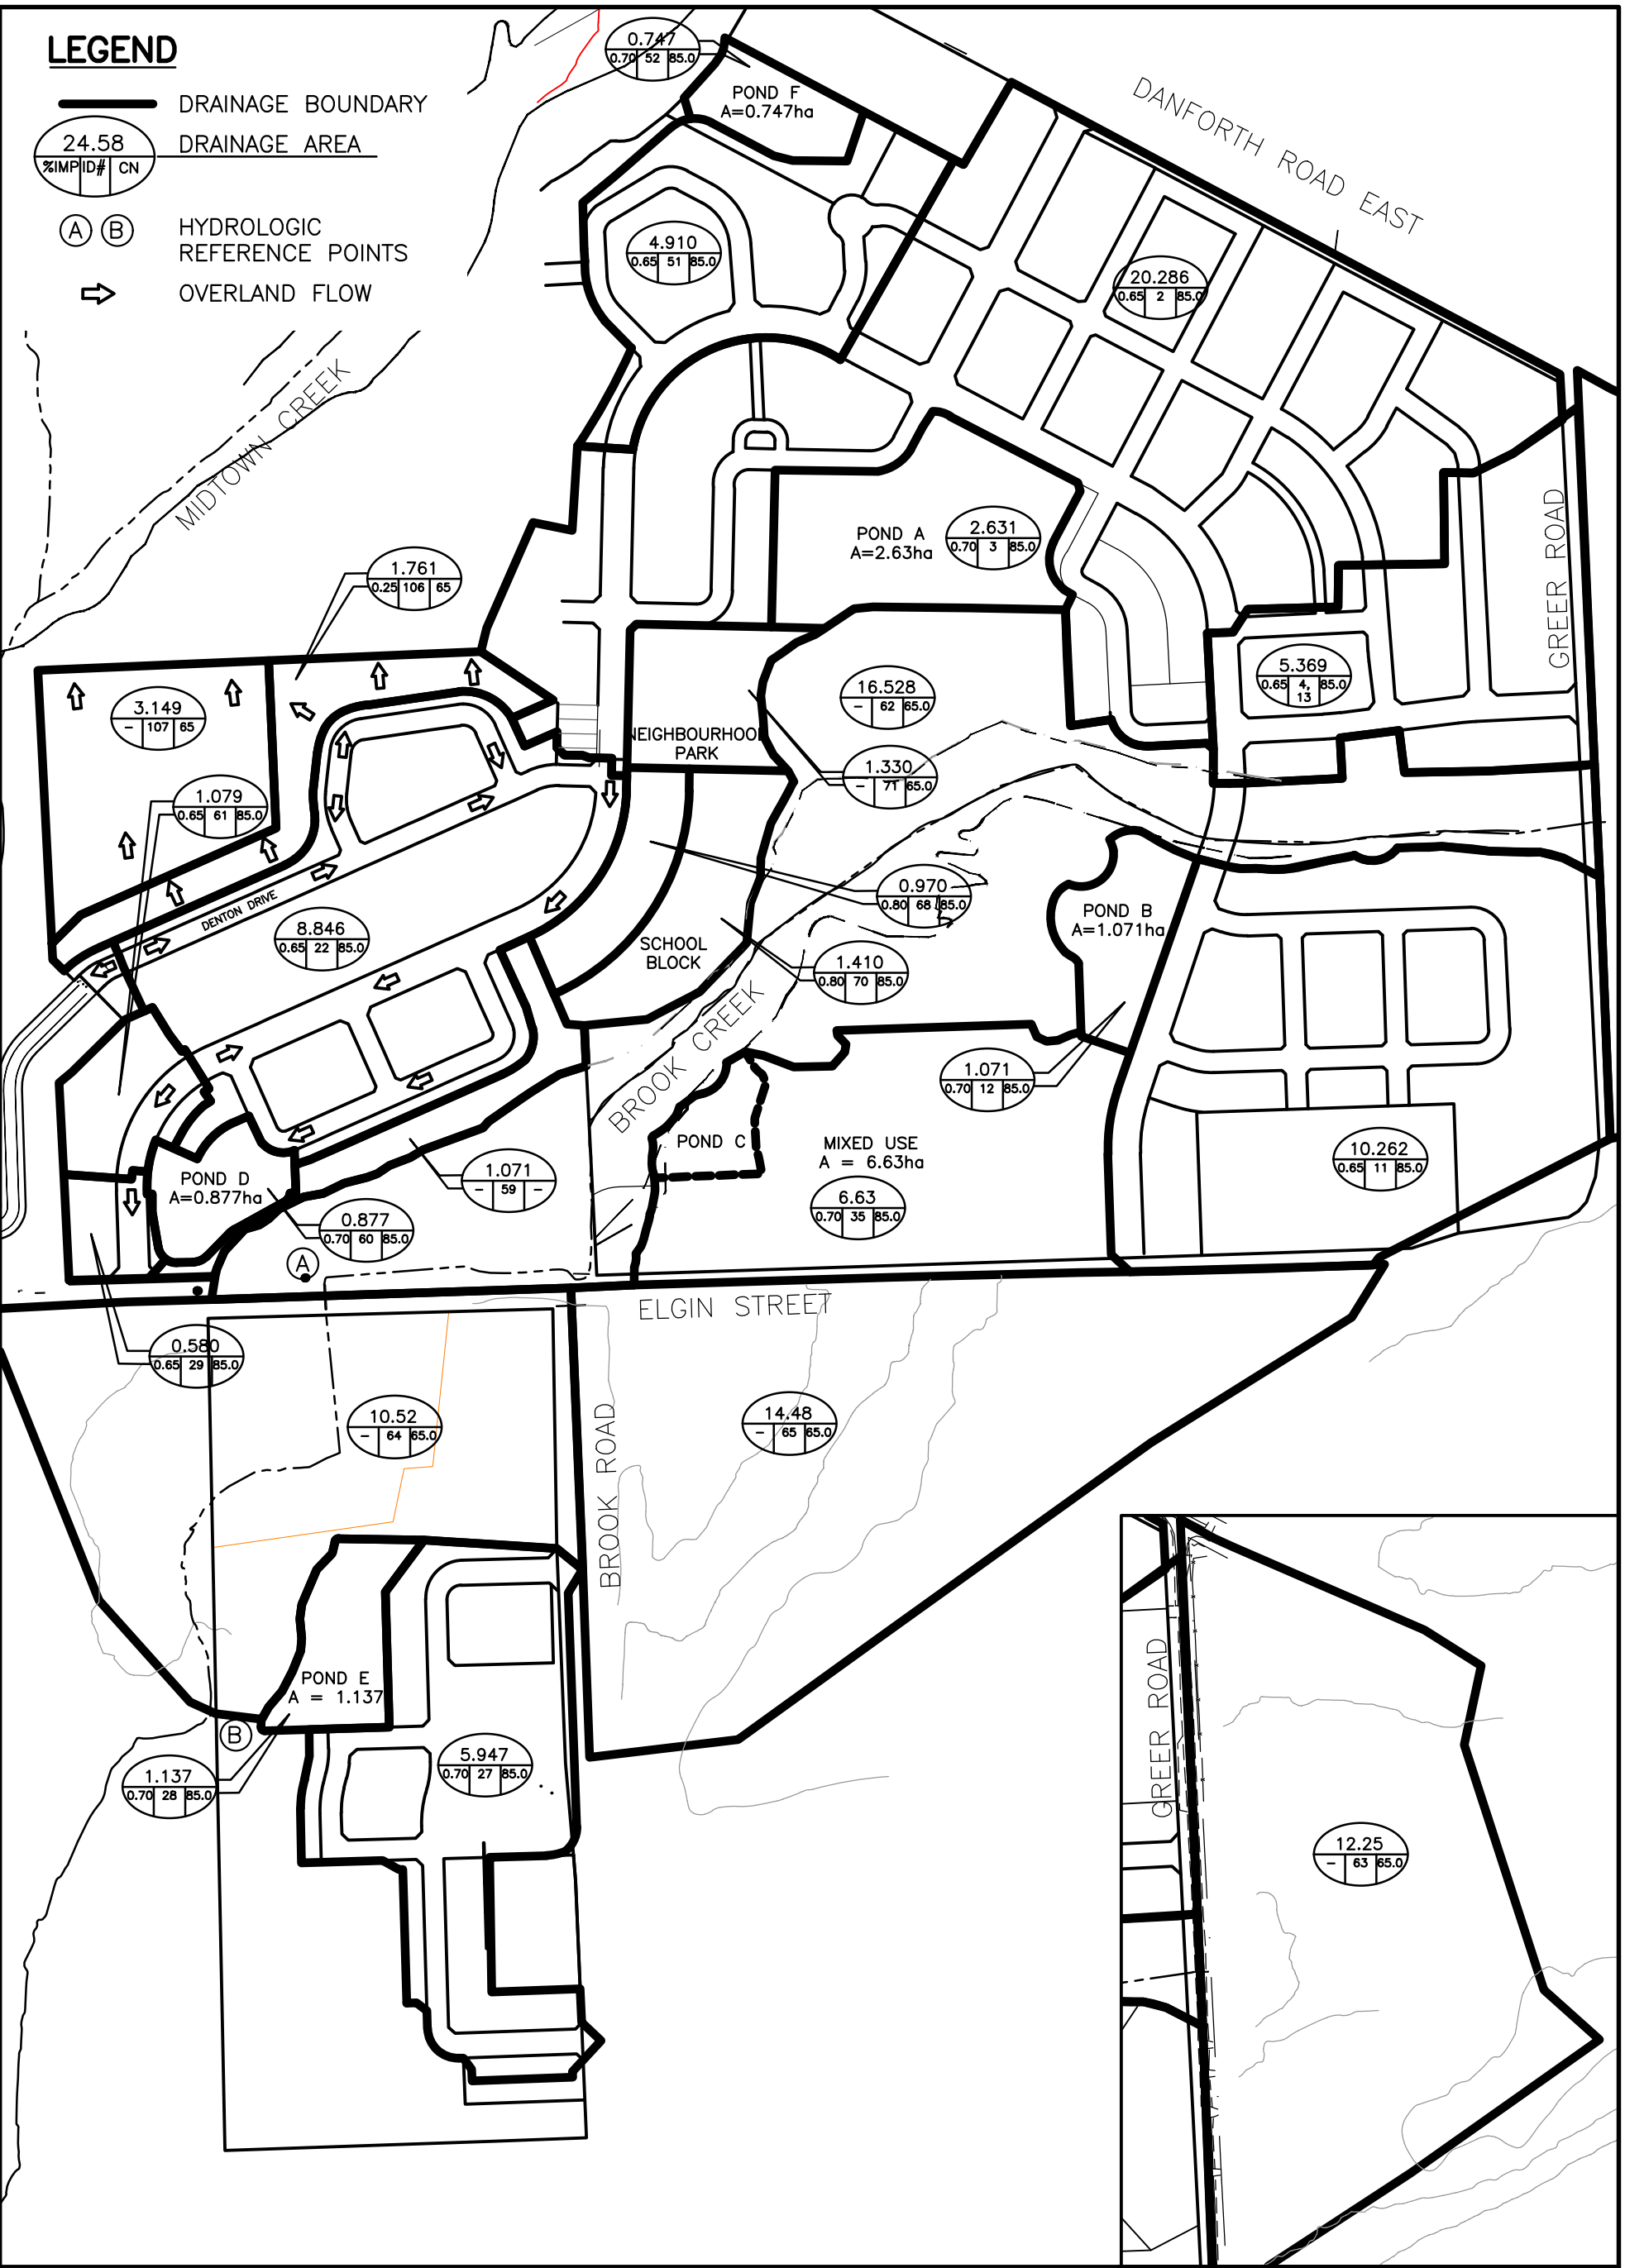 LEGEND
DRAINAGE BOUNDARY
24.58
%IMP ID# CN
DRAINAGE AREA
A B
HYDROLOGIC
REFERENCE POINTS
OVERLAND FLOW
0.747
0.70 52 85.0
POND F
A=0.747ha
DANFORTH ROAD EAST
4.910
0.65 51 85.0
20.286
0.65 2 85.0
MIDTOWN CREEK
POND A
A=2.63ha
2.631
0.70 3 85.0
GREER ROAD
1.761
0.25 106 65
5.369
0.65 4, 85.0
13
3.149
- 107 65
16.528
- 62 65.0
NEIGHBOURHOOD
PARK
1.330
- 71 65.0
1.079
0.65 61 85.0
0.970
0.80 68 85.0
DENTON DRIVE
8.846
0.65 22 85.0
POND B
A=1.071ha
SCHOOL
BLOCK
1.410
0.80 70 85.0
BROOK CREEK
1.071
0.70 12 85.0
POND C
MIXED USE
A = 6.63ha
6.63
0.70 35 85.0
10.262
0.65 11 85.0
1.071
- 59 -
POND D
A=0.877ha
0.877
0.70 60 85.0
A
ELGIN STREET
0.580
0.65 29 85.0
10.52
- 64 65.0
14.48
- 65 65.0
BROOK ROAD
POND E
A = 1.137
B
1.137
0.70 28 85.0
5.947
0.70 27 85.0
GREER ROAD
12.25
- 63 65.0